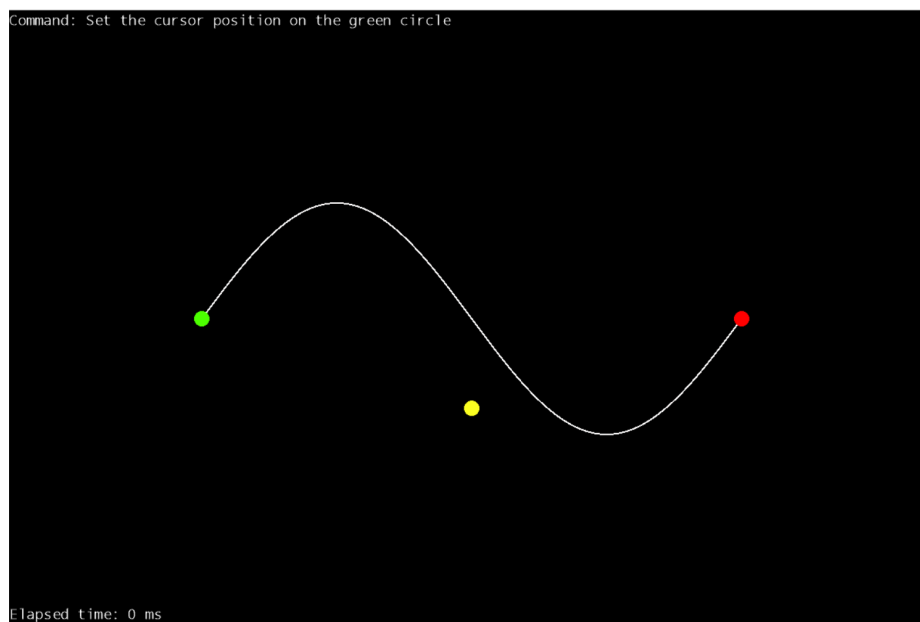 Command: Set the cursor position on the green circle
Elapsed time: 0 ms